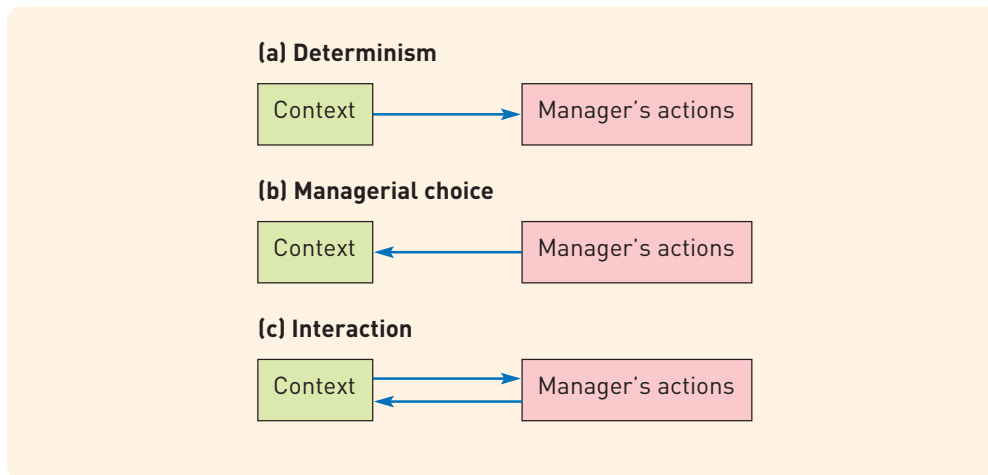 (a) Determinism
Context Manager’s actions
(b) Managerial choice
Context Manager’s actions
(c) Interaction
Context Manager’s actions